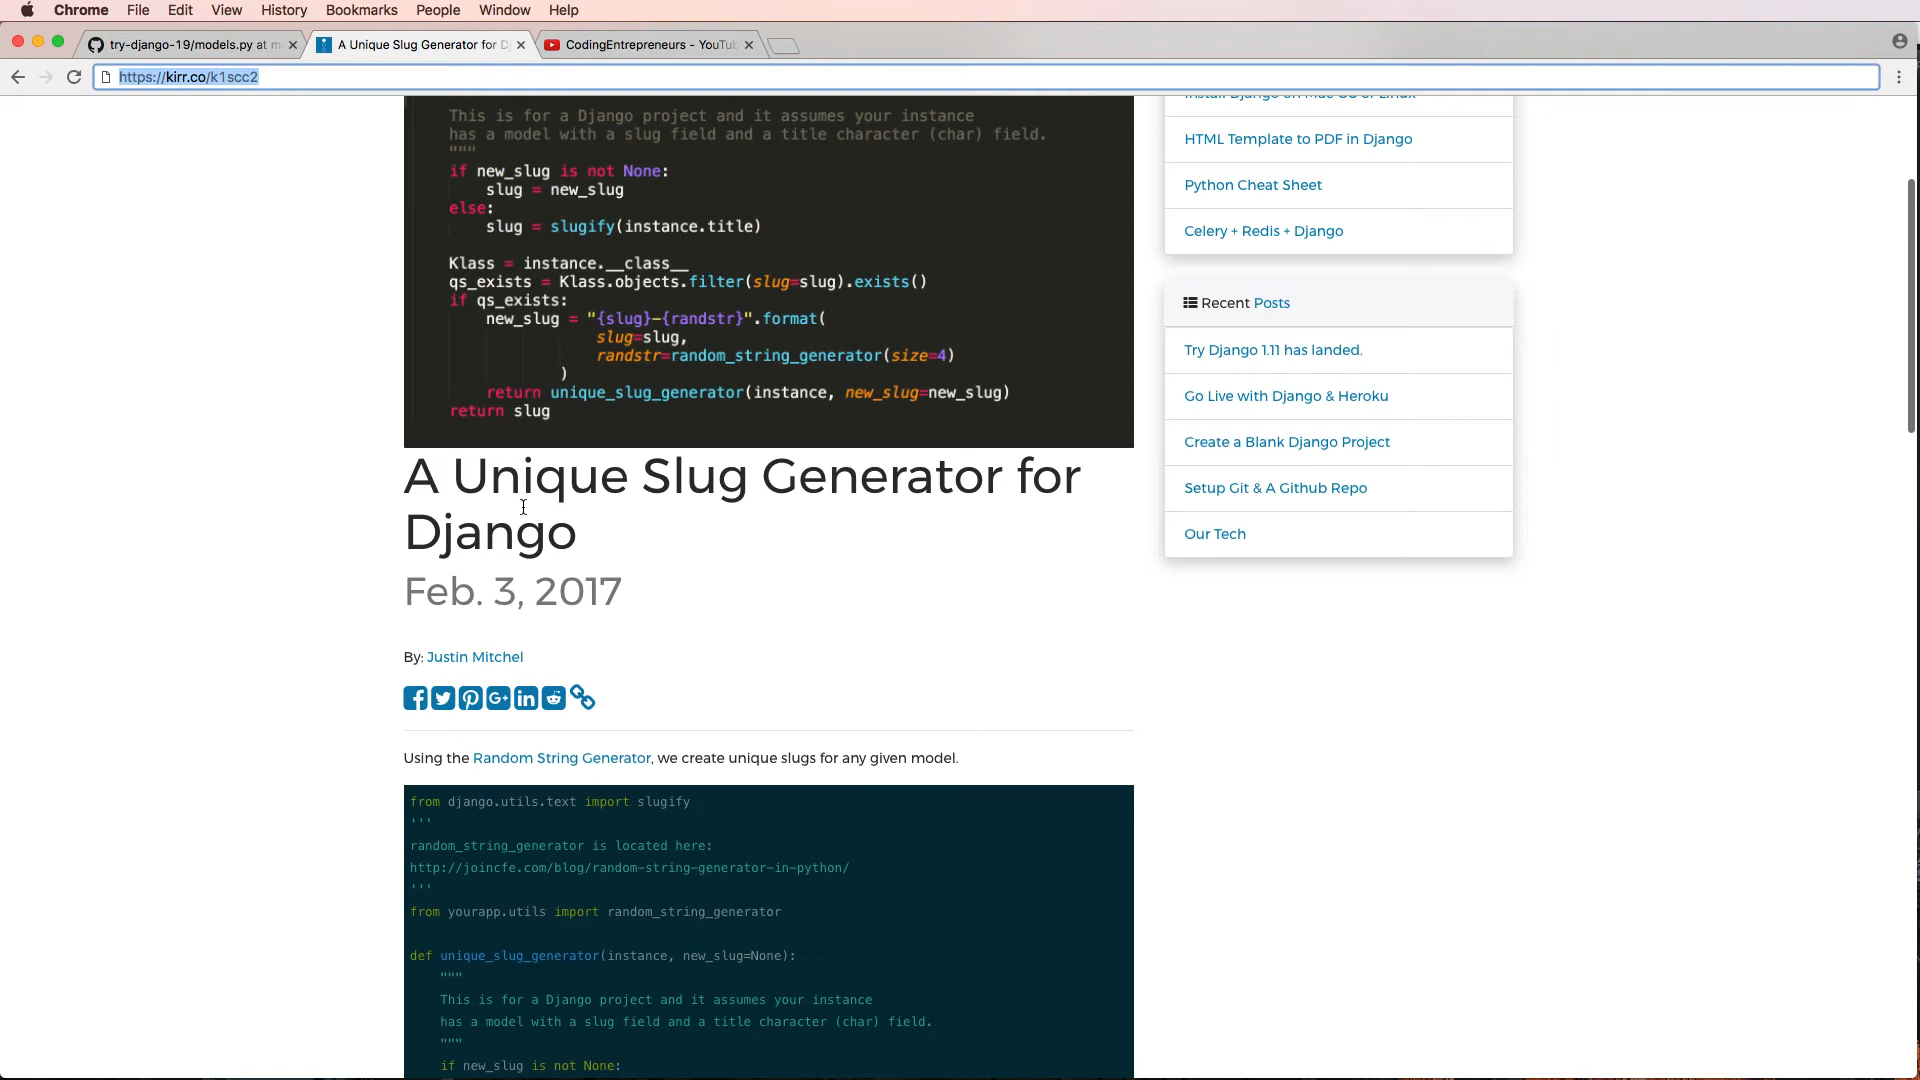 Chrome File Edit View History Bookmarks People Window Help
try-django-19/models.py at m
A Unique Slug Generator for D
CodingEntrepreneurs - YouTub
https://kirr.co/k1scc2
This is for a Django project and it assumes your instance
has a model with a slug field and a title character (char) field.
"""
if new_slug is not None:
slug = new_slug
else:
slug = slugify(instance.title)
Klass = instance.__class__
qs_exists = Klass.objects.filter(slug=slug).exists()
if qs_exists:
new_slug = "{slug}-{randstr}".format(
slug=slug,
randstr=random_string_generator(size=4)
)
return unique_slug_generator(instance, new_slug=new_slug)
return slug
A Unique Slug Generator for
Django
Feb. 3, 2017
By: Justin Mitchel
Using the Random String Generator, we create unique slugs for any given model.
from django.utils.text import slugify
'''
random_string_generator is located here:
http://joincfe.com/blog/random-string-generator-in-python/
'''
from yourapp.utils import random_string_generator
def unique_slug_generator(instance, new_slug=None):
"""
This is for a Django project and it assumes your instance
has a model with a slug field and a title character (char) field.
"""
if new_slug is not None:
Install Django on Mac OS or Linux
HTML Template to PDF in Django
Python Cheat Sheet
Celery + Redis + Django
Recent Posts
Try Django 1.11 has landed.
Go Live with Django & Heroku
Create a Blank Django Project
Setup Git & A Github Repo
Our Tech